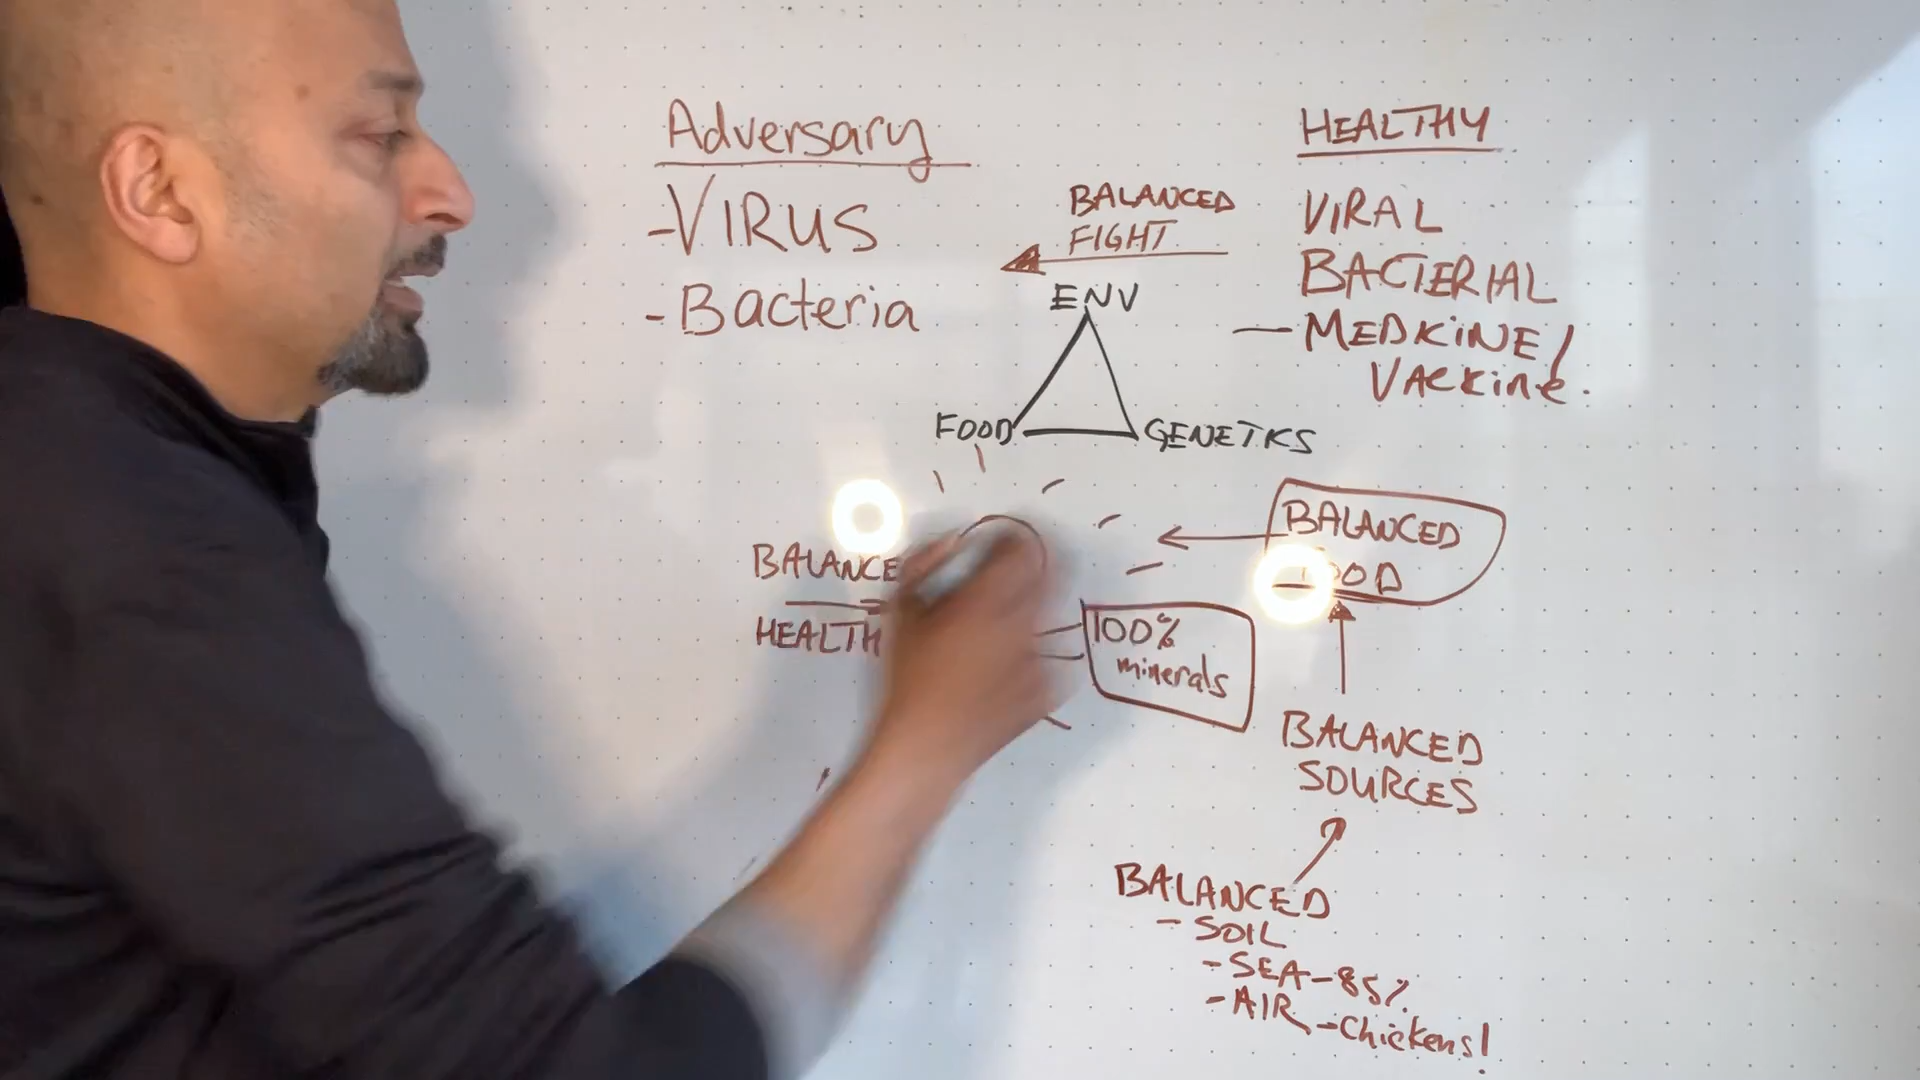 Adversary
-VIRUS
-Bacteria
BALANCED
FIGHT
HEALTHY
VIRAL
BACTERIAL
- MEDKINE/
VACKine.
ENV
FOOD
GENETKS
BALANCE
HEALTH
100%
minerals
BALANCED
BALANCED
SOURCES
BALANCED
- SOIL
- SEA-85%
- AIR -Chickens!